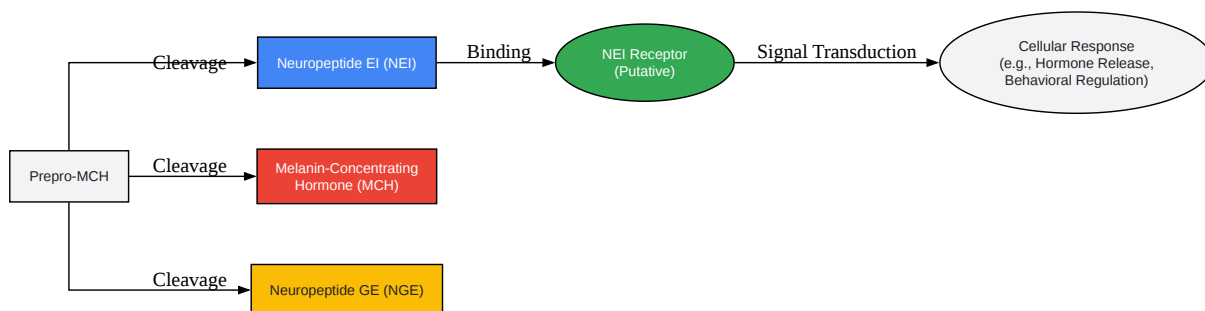 Cleavage
Neuropeptide EI (NEI)
Binding
NEI Receptor
(Putative)
Signal Transduction
Cellular Response
(e.g., Hormone Release,
Behavioral Regulation)
Prepro-MCH
Cleavage
Melanin-Concentrating
Hormone (MCH)
Cleavage
Neuropeptide GE (NGE)